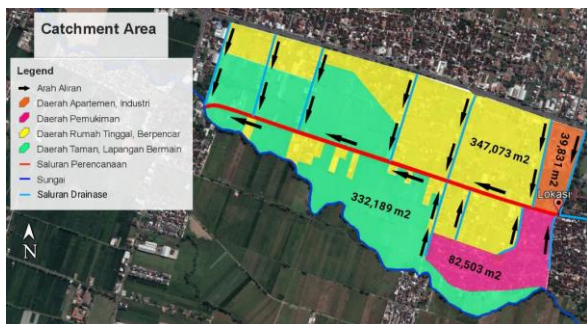 Catchment Area
Legend
Arah Aliran
Daerah Apartemen, Industri
Daerah Pemukiman
Daerah Rumah Tinggal, Berpencar
Daerah Taman, Lapangan Bermain
Saluran Perencanaan
Sungai
Saluran Drainase
N
347,073 m2
39,831 m2
Lokasi
332,189 m2
82,503 m2